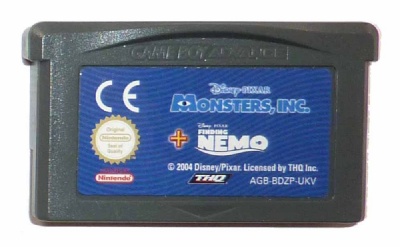 GAME BOY ADVANCE
CE
Disney·PIXAR
MONSTERS, INC.
Original
Nintendo
Seal of
Quality
+
Disney·PIXAR
FINDING
NEMO
© 2004 Disney/Pixar. Licensed by THQ Inc.
Nintendo
THQ
AGB-BDZP-UKV